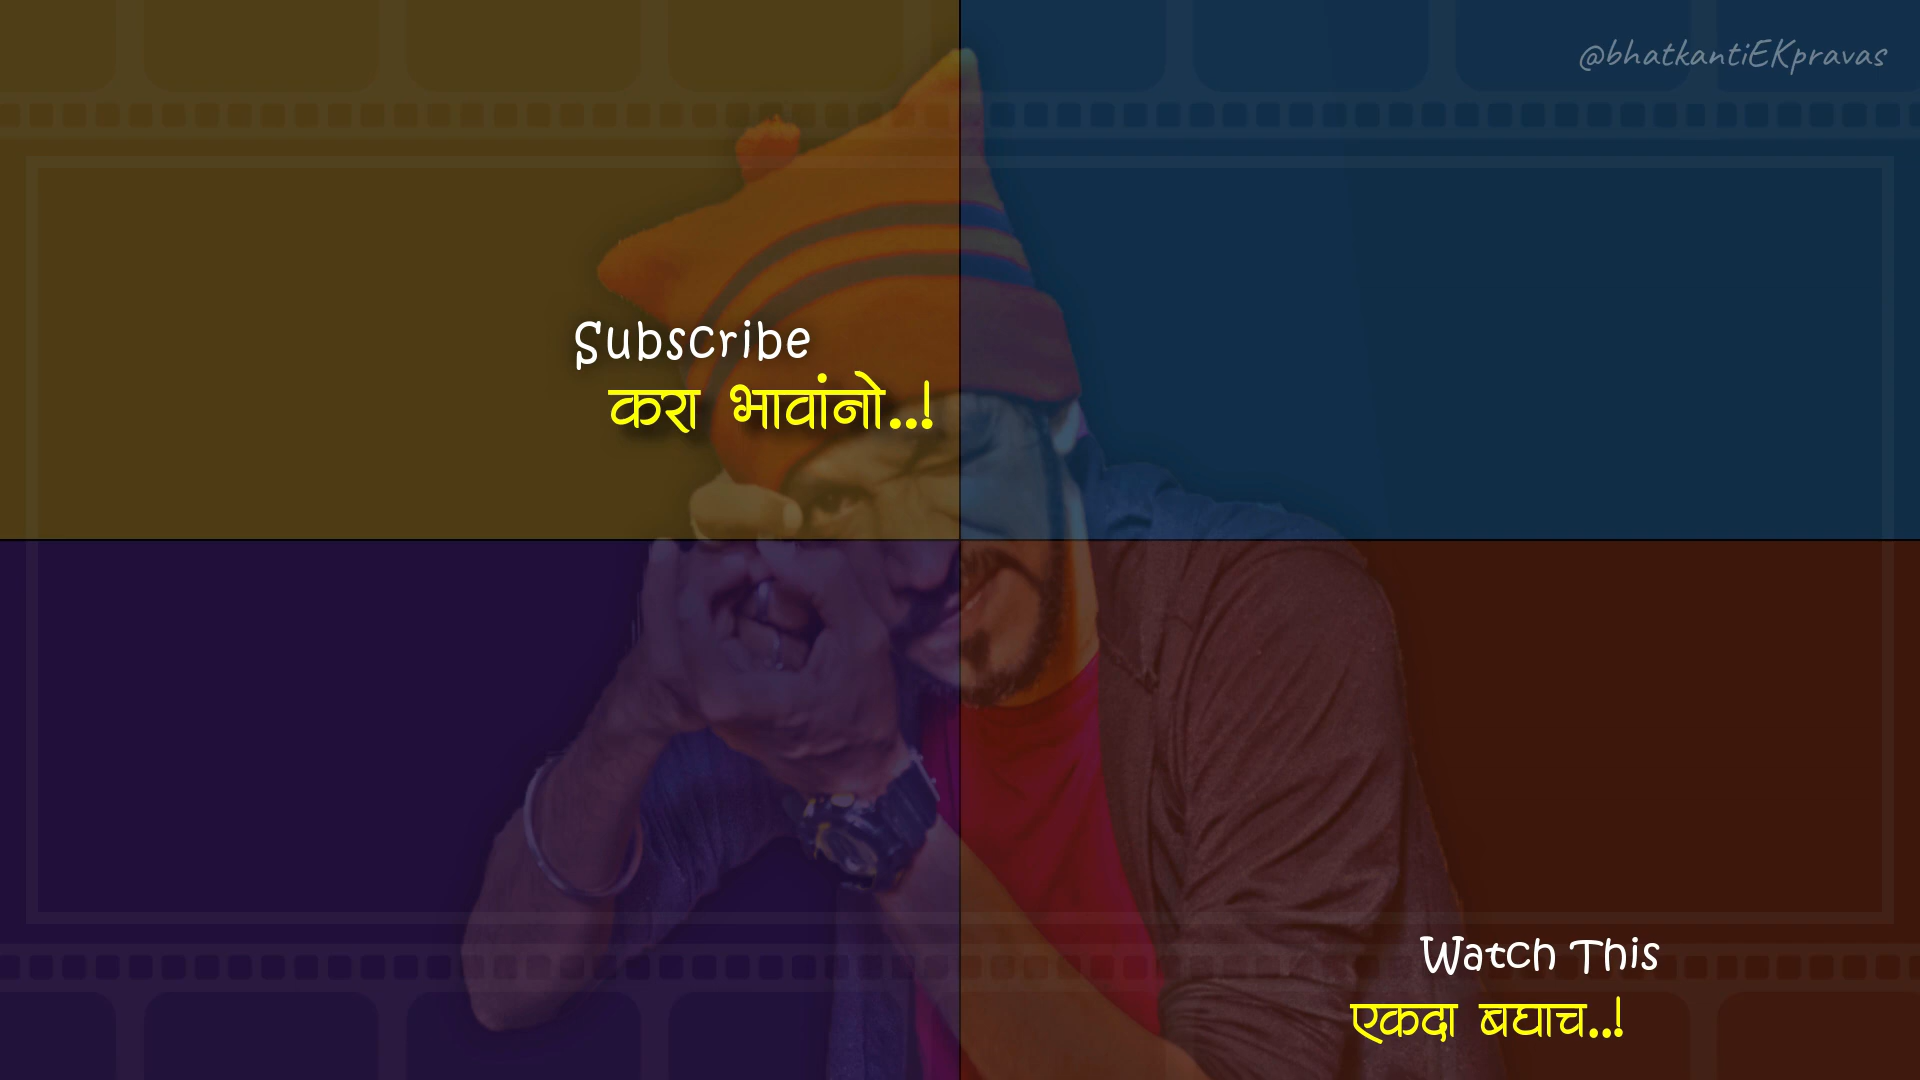 @bhatkantiEKpravas
Subscribe
करा भावांनो..!
Watch This
एकदा बघाच..!